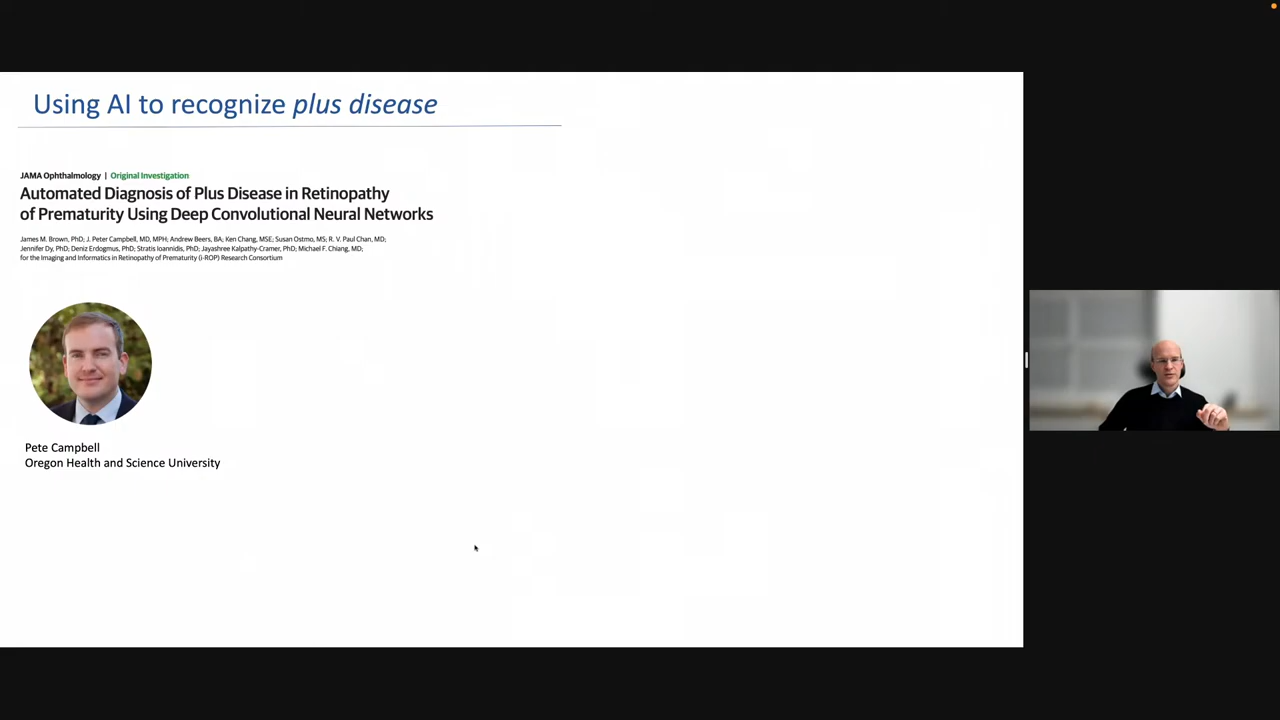 Using AI to recognize plus disease
JAMA Ophthalmology | Original Investigation
Automated Diagnosis of Plus Disease in Retinopathy
of Prematurity Using Deep Convolutional Neural Networks
James M. Brown, PhD; J. Peter Campbell, MD, MPH; Andrew Beers, BA; Ken Chang, MSE; Susan Ostmo, MS; R. V. Paul Chan, MD;
Jennifer Dy, PhD; Deniz Erdogmus, PhD; Stratis Ioannidis, PhD; Jayashree Kalpathy-Cramer, PhD; Michael F. Chiang, MD;
for the Imaging and Informatics in Retinopathy of Prematurity (i-ROP) Research Consortium
Pete Campbell
Oregon Health and Science University